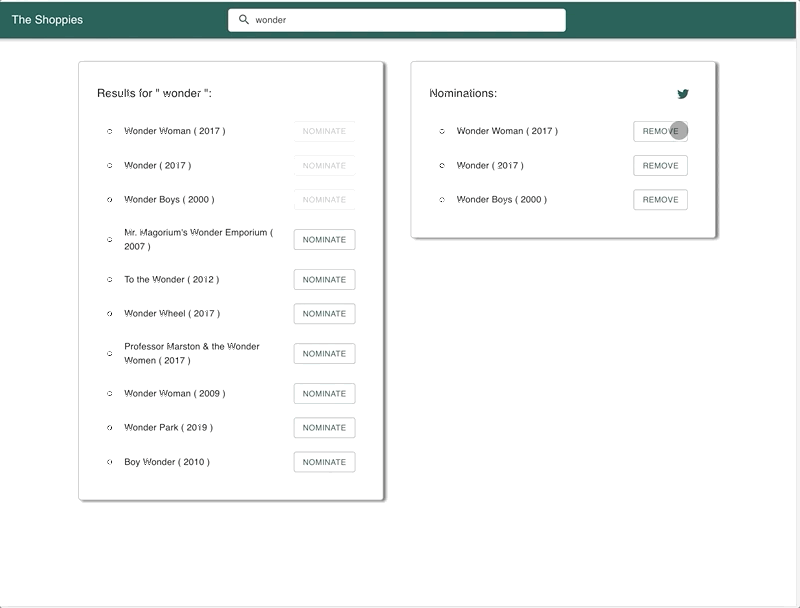 The Shoppies
wonder
Results for " wonder ":
Wonder Woman ( 2017 )
NOMINATE
Wonder ( 2017 )
NOMINATE
Wonder Boys ( 2000 )
NOMINATE
Mr. Magorium's Wonder Emporium (
2007 )
NOMINATE
To the Wonder ( 2012 )
NOMINATE
Wonder Wheel ( 2017 )
NOMINATE
Professor Marston & the Wonder
Women ( 2017 )
NOMINATE
Wonder Woman ( 2009 )
NOMINATE
Wonder Park ( 2019 )
NOMINATE
Boy Wonder ( 2010 )
NOMINATE
Nominations:
Wonder Woman ( 2017 )
REMOVE
Wonder ( 2017 )
REMOVE
Wonder Boys ( 2000 )
REMOVE